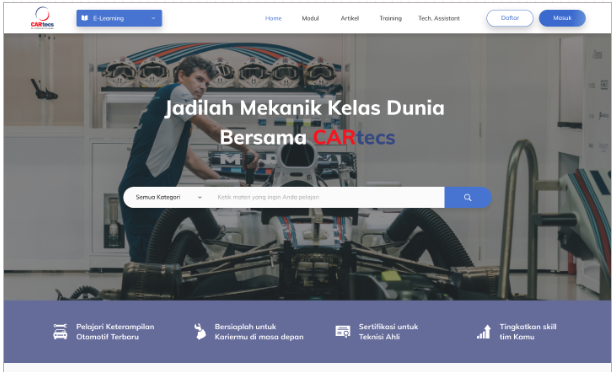 CARtecs
E-Learning
Home Modul Artikel Training Tech. Assistant
Daftar
Masuk
Jadilah Mekanik Kelas Dunia
Bersama CARtecs
Semua Kategori
Ketik materi yang ingin Anda pelajari
Pelajari Keterampilan
Otomotif Terbaru
Bersiaplah untuk
Kariermu di masa depan
Sertifikasi untuk
Teknisi Ahli
Tingkatkan skill
tim Kamu